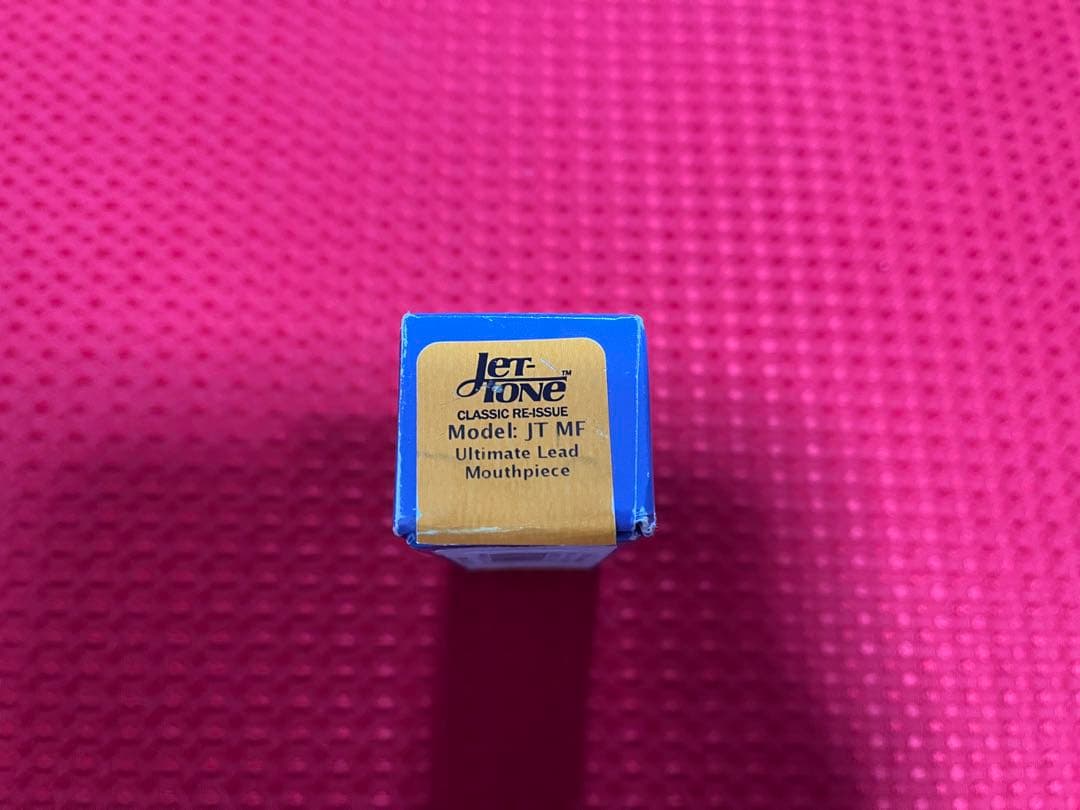 Jet-
Tone™
CLASSIC RE-ISSUE
Model: JT MF
Ultimate Lead
Mouthpiece